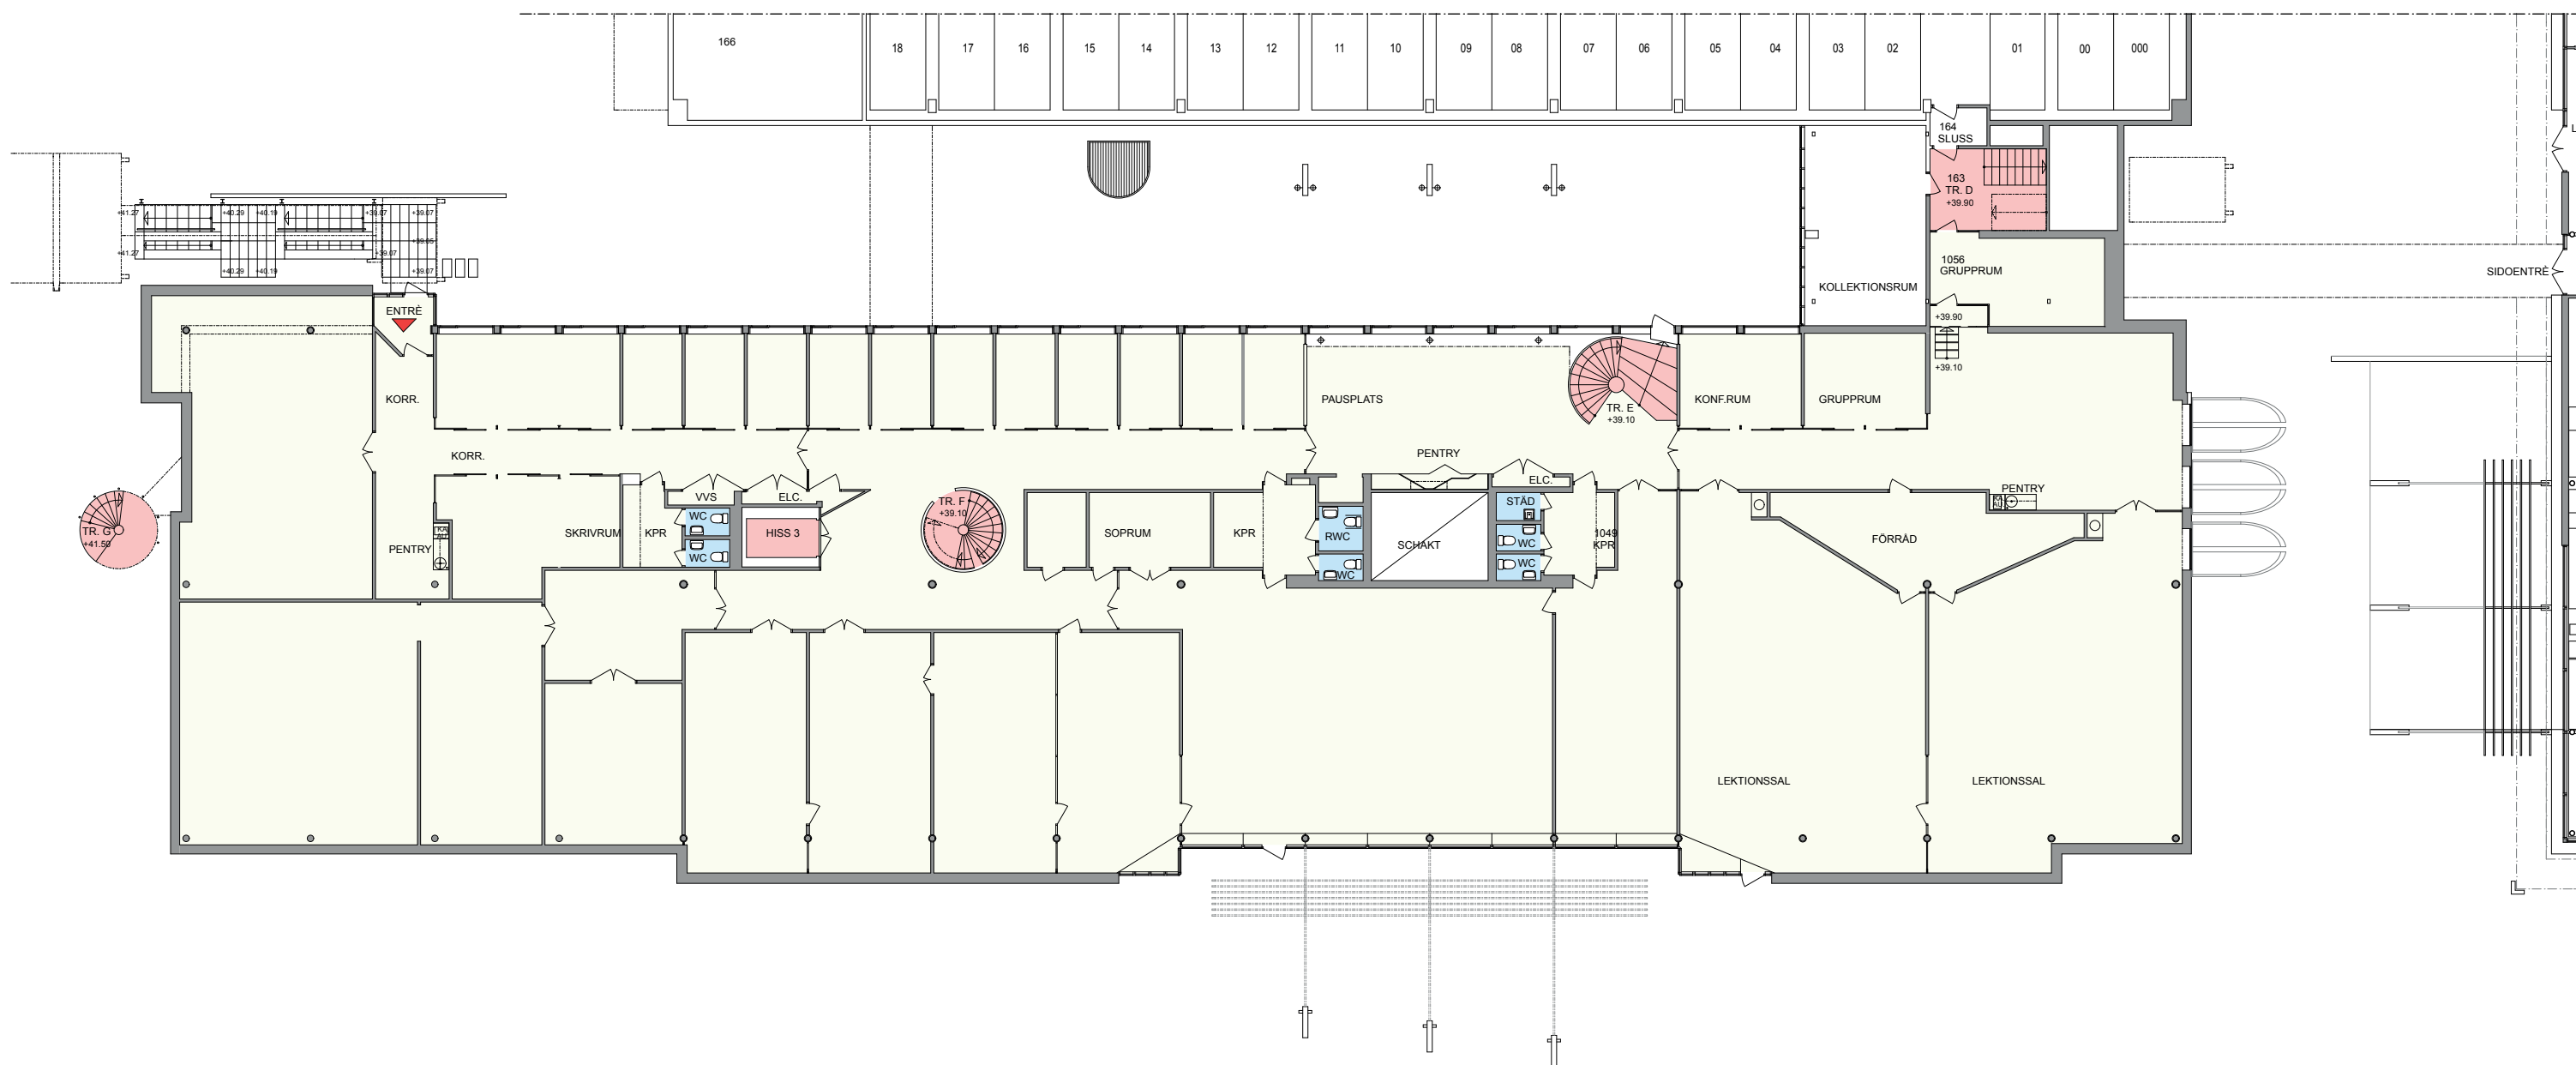 166
18
17
16
15
14
13
12
11
10
09
08
07
06
05
04
03
02
01
00
000
164
SLUSS
163
TR. D
+39.90
+41.27
+40.29
+40.19
+39.07
+39.07
+39.05
+41.27
+39.07
+40.29
+40.19
+39.07
1056
GRUPPRUM
SIDOENTRÉ
KOLLEKTIONSRUM
ENTRÉ
+39.90
+39.10
KORR.
PAUSPLATS
TR. E
+39.10
KONF.RUM
GRUPPRUM
KORR.
PENTRY
ELC.
VVS
ELC.
TR. F
+39.10
STÄD
PENTRY
TR. G
+41.50
WC
SKRIVRUM
KPR
HISS 3
SOPRUM
KPR
RWC
SCHAKT
WC
1049
KPR
FÖRRÅD
PENTRY
WC
WC
WC
LEKTIONSSAL
LEKTIONSSAL